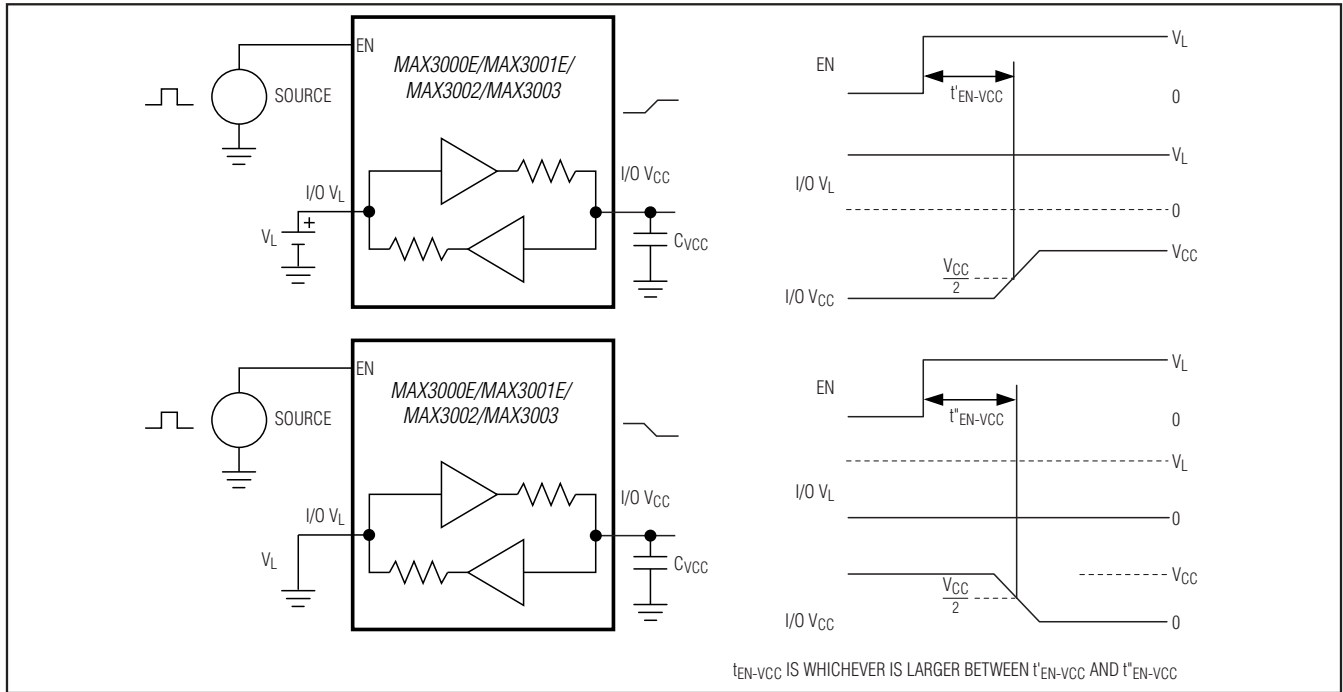 EN
SOURCE
MAX3000E/MAX3001E/
MAX3002/MAX3003
I/O VL
I/O VCC
VL
+
CVCC
EN
VL
t'EN-VCC
0
VL
I/O VL
0
VCC
VCC
2
I/O VCC
EN
SOURCE
MAX3000E/MAX3001E/
MAX3002/MAX3003
I/O VL
I/O VCC
VL
CVCC
EN
VL
t"EN-VCC
0
VL
I/O VL
0
VCC
VCC
2
I/O VCC
0
tEN-VCC IS WHICHEVER IS LARGER BETWEEN t'EN-VCC AND t"EN-VCC